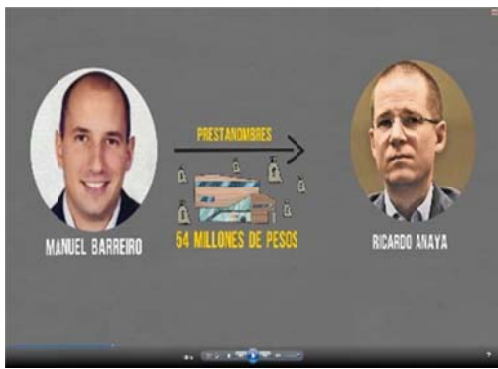 PRESTANOMBRES
54 MILLONES DE PESOS
MANUEL BARREIRO
RICARDO ANAYA